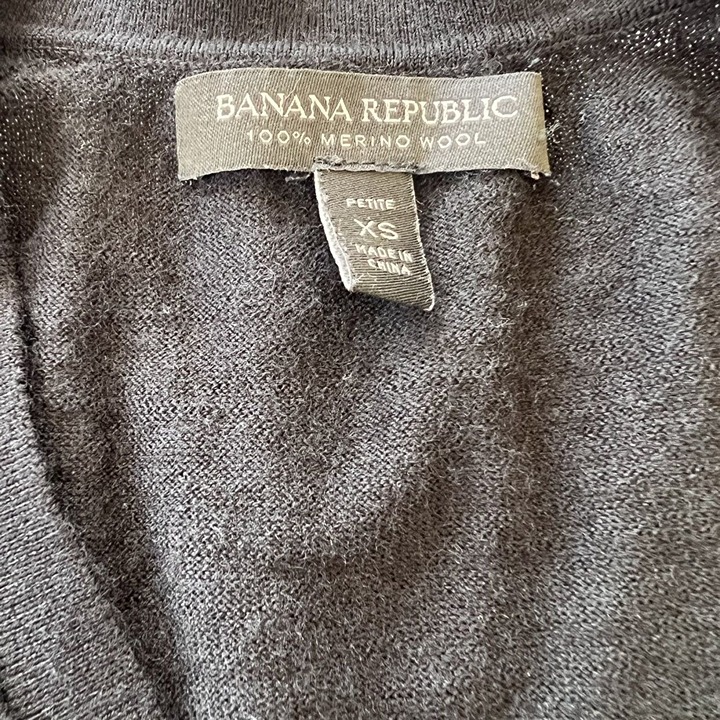 BANANA REPUBLIC
100% MERINO WOOL
PETITE
XS
MADE IN
CHINA